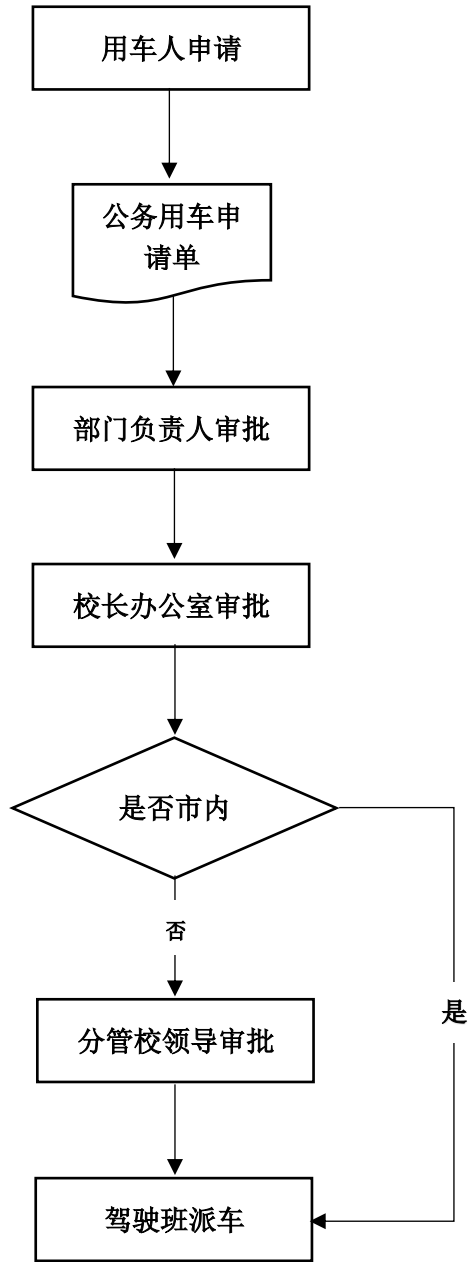 用车人申请
公务用车申
请单
部门负责人审批
校长办公室审批
是否市内
否
分管校领导审批
是
驾驶班派车